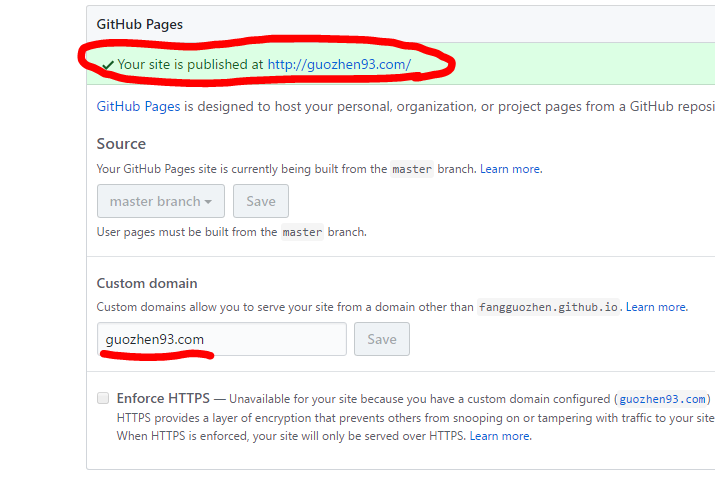 GitHub Pages
Your site is published at http://guozhen93.com/
GitHub Pages is designed to host your personal, organization, or project pages from a GitHub reposi
Source
Your GitHub Pages site is currently being built from the master branch. Learn more.
master branch Save
User pages must be built from the master branch.
Custom domain
Custom domains allow you to serve your site from a domain other than fangguozhen.github.io. Learn more.
guozhen93.com Save
Enforce HTTPS — Unavailable for your site because you have a custom domain configured (guozhen93.com)
HTTPS provides a layer of encryption that prevents others from snooping on or tampering with traffic to your site
When HTTPS is enforced, your site will only be served over HTTPS. Learn more.